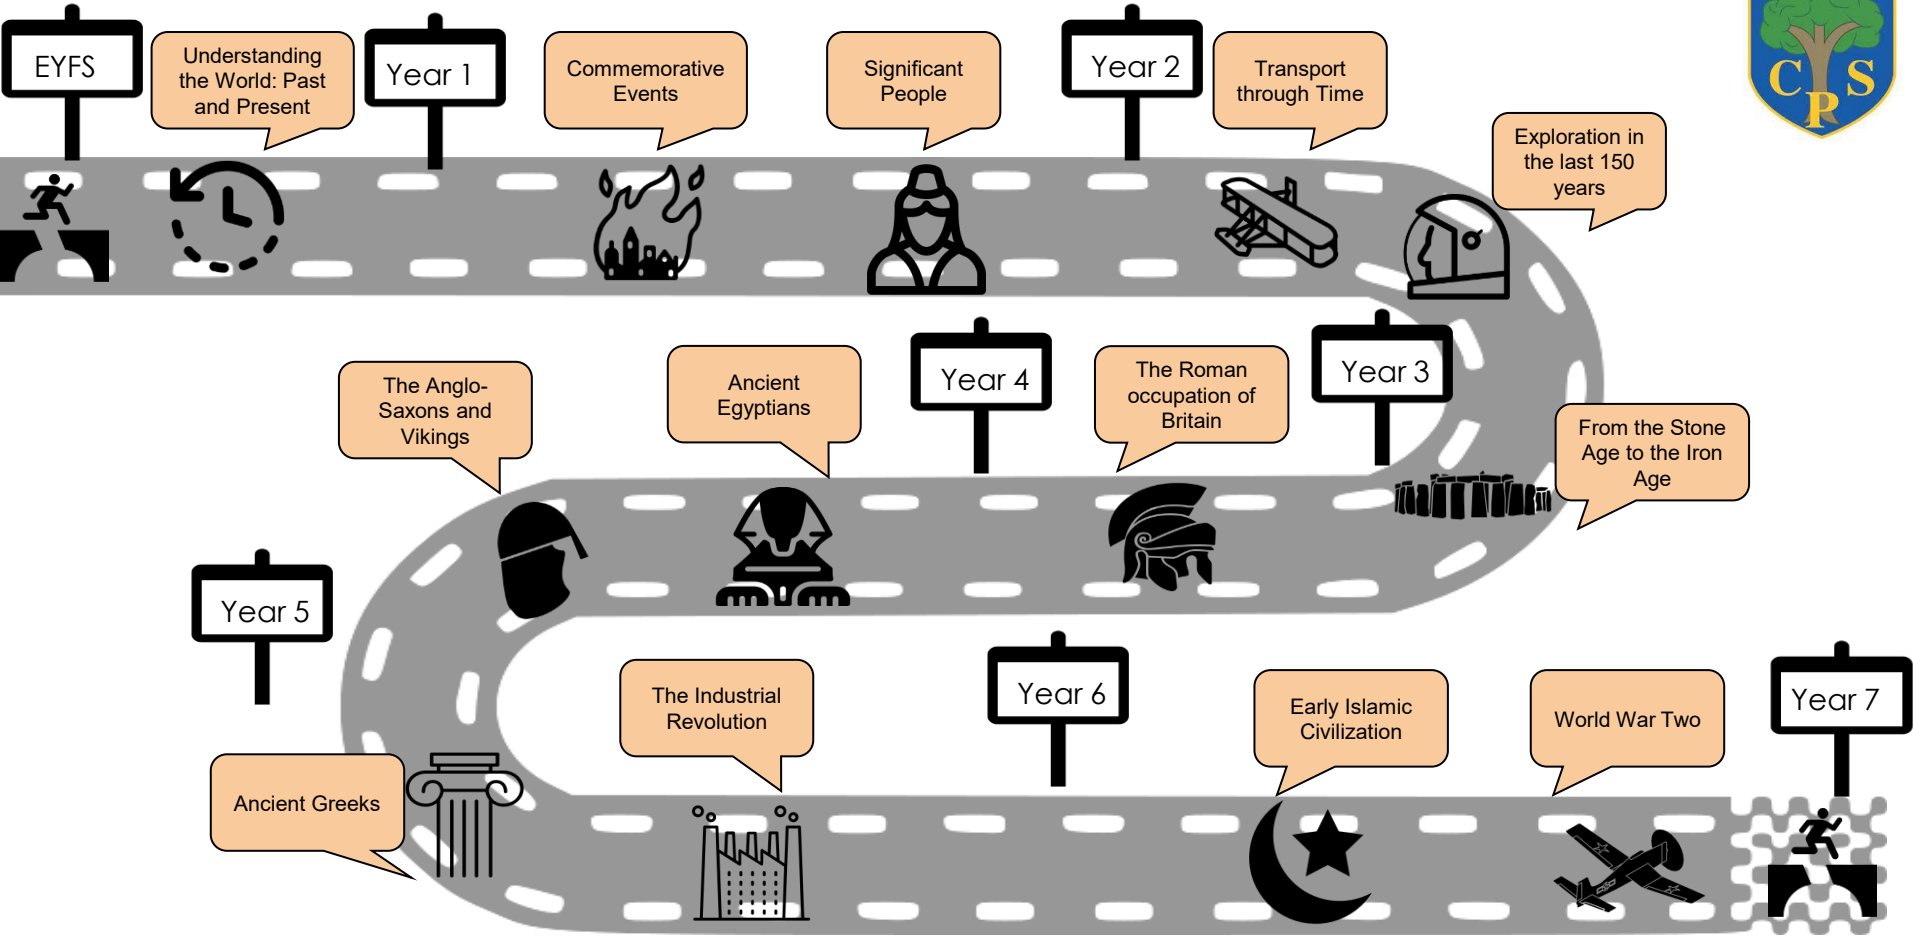 EYFS
Understanding
the World: Past
and Present
Year 1
Commemorative
Events
Significant
People
Year 2
Transport
through Time
C P S
Exploration in
the last 150
years
Year 3
From the Stone
Age to the Iron
Age
The Roman
occupation of
Britain
Year 4
Ancient
Egyptians
The Anglo-
Saxons and
Vikings
Year 5
Ancient Greeks
The Industrial
Revolution
Year 6
Early Islamic
Civilization
World War Two
Year 7